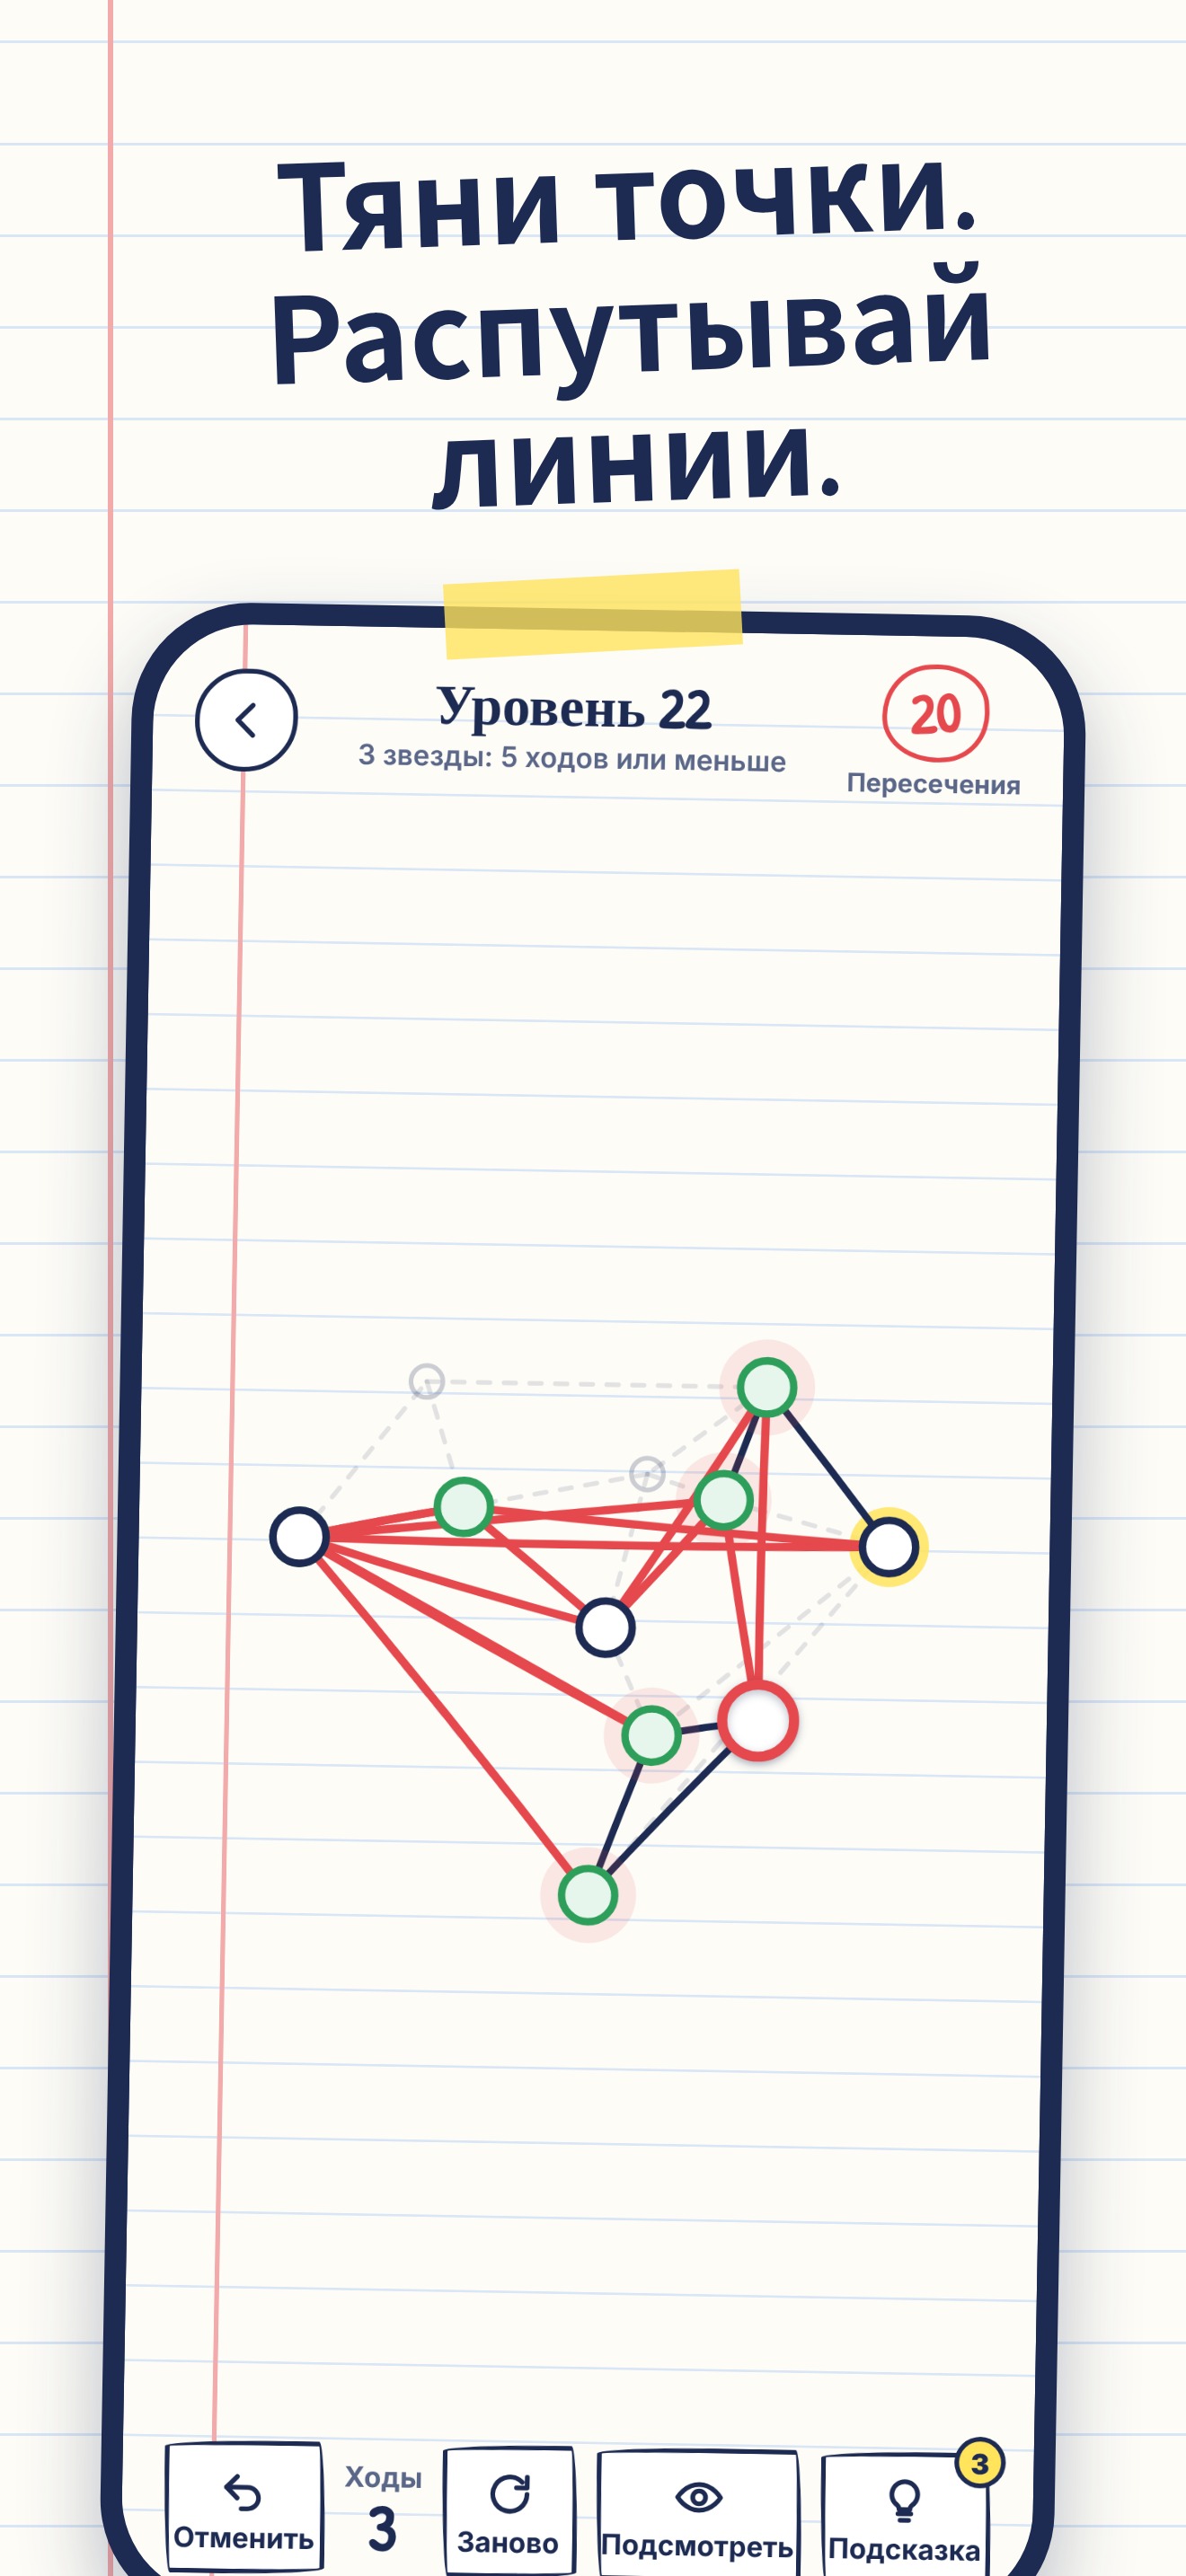 Тяни точки.
Распутывай
линии.
Уровень 22
3 звезды: 5 ходов или меньше
20
Пересечения
Отменить
Ходы
3
Заново
Подсмотреть
3
Подсказка